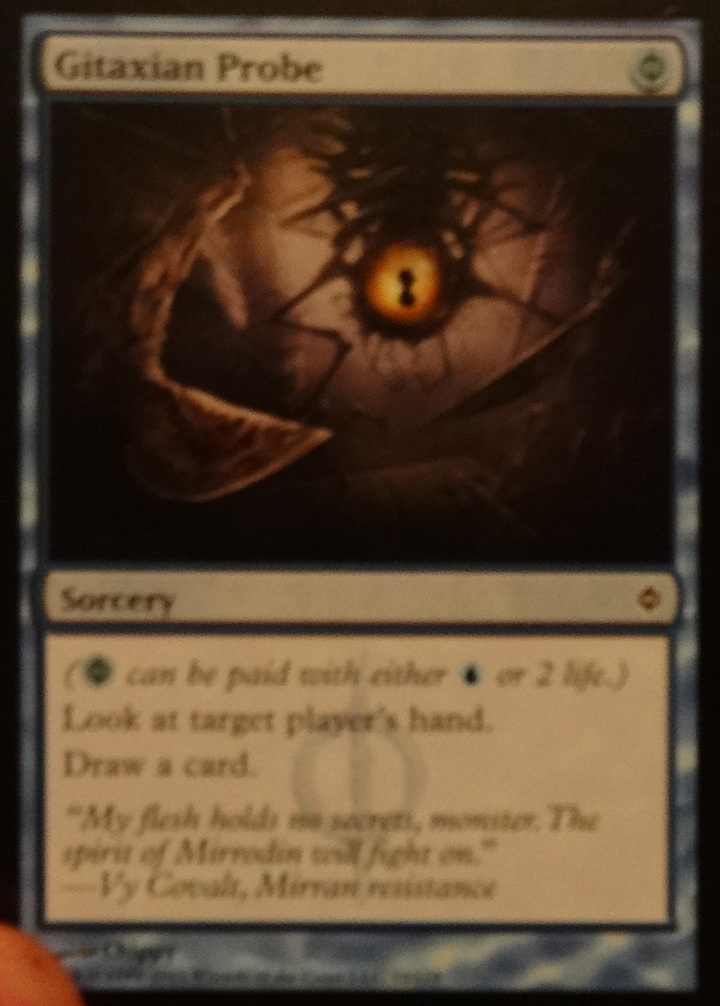 Gitaxian Probe
Sorcery
( can be paid with either or 2 life.)
Look at target player's hand.
Draw a card.
"My flesh holds no secrets, monster. The
spirit of Mirrodin will fight on."
—Vy Covalt, Mirran resistance
Chippy